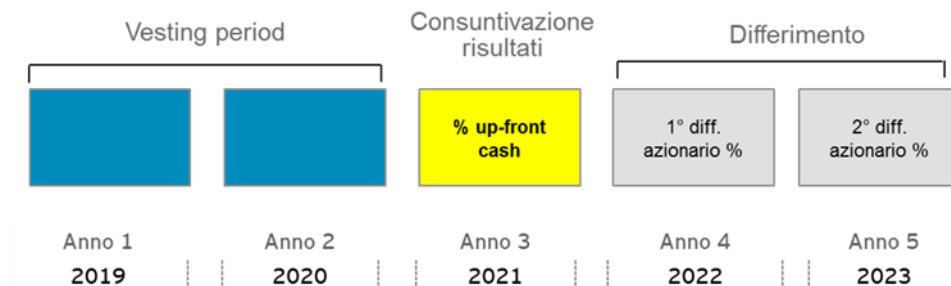 Vesting period
Consuntivazione
risultati
Differimento
% up-front
cash
1° diff.
azionario %
2° diff.
azionario %
Anno 1
Anno 2
Anno 3
Anno 4
Anno 5
2019
2020
2021
2022
2023